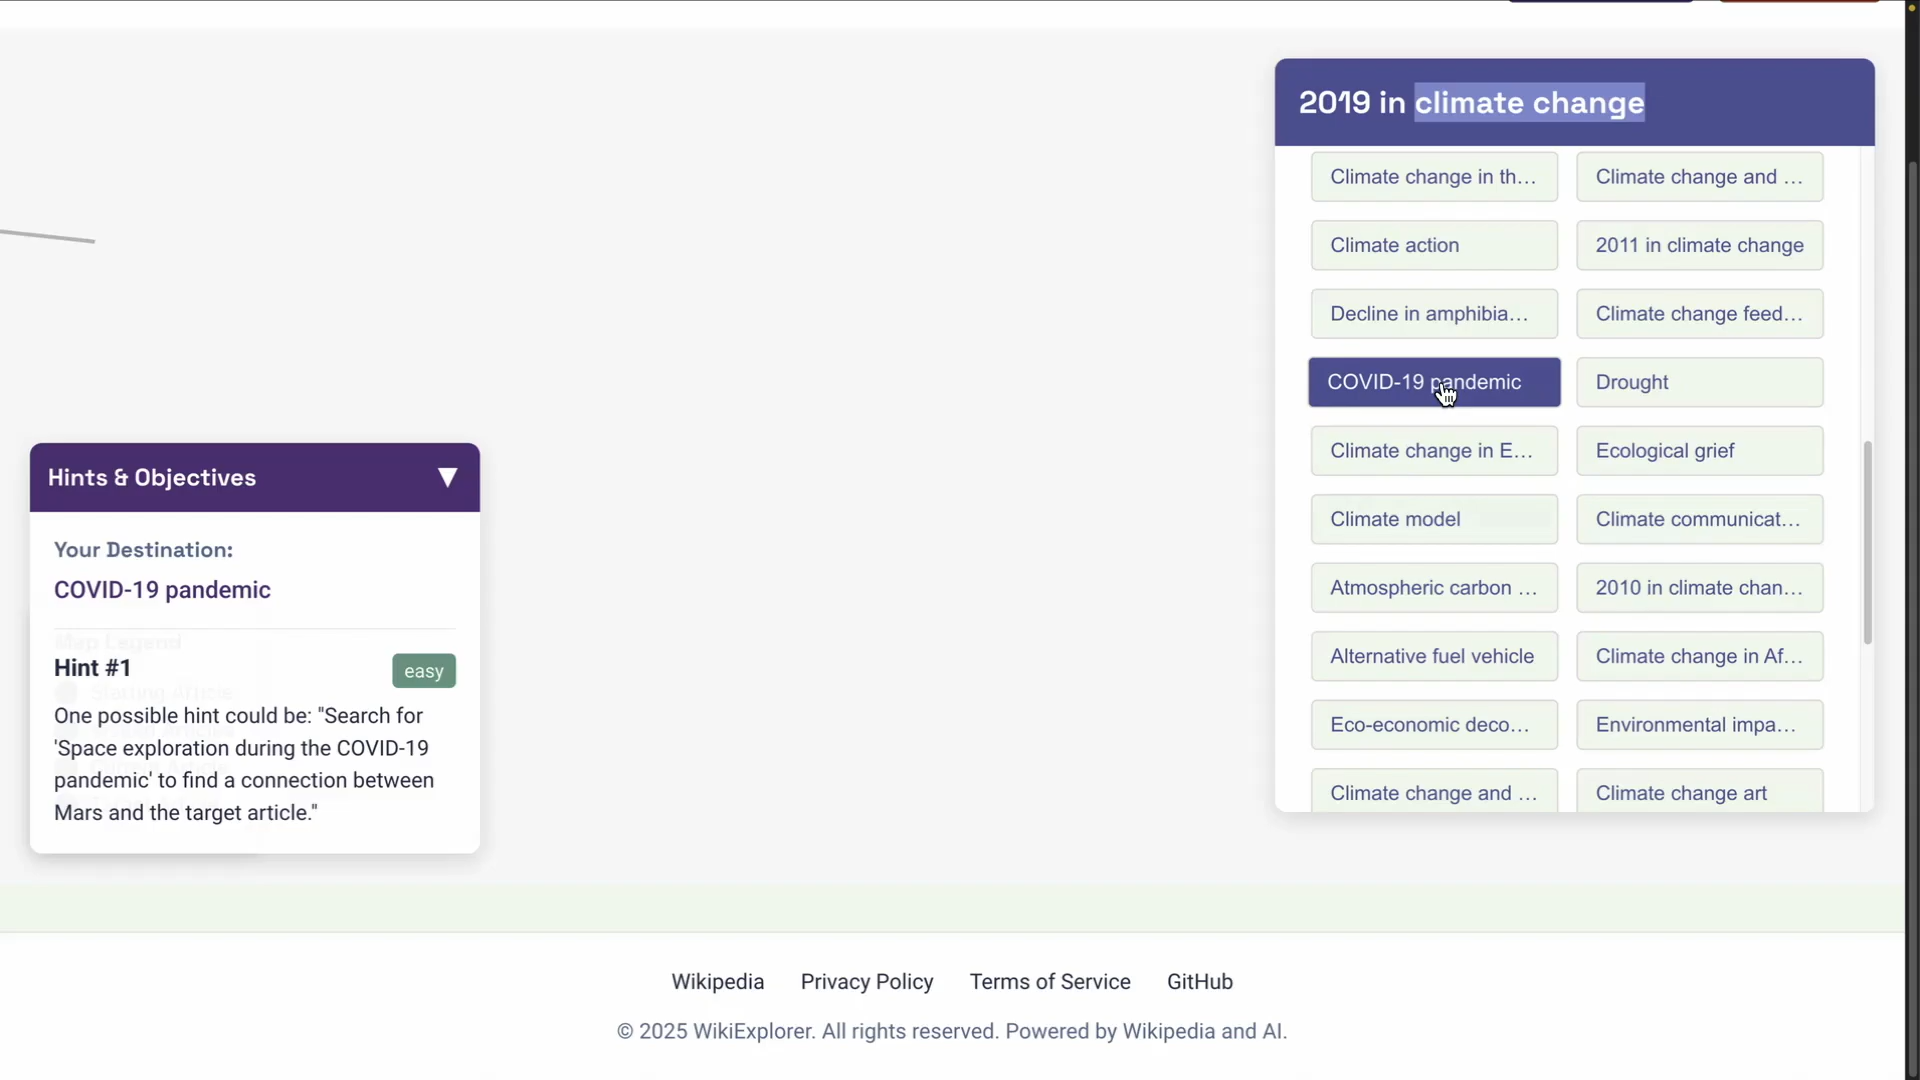 2019 in climate change
Climate change in th...
Climate change and ...
Climate action
2011 in climate change
Decline in amphibia...
Climate change feed...
COVID-19 pandemic
Drought
Climate change in E...
Ecological grief
Climate model
Climate communicat...
Atmospheric carbon ...
2010 in climate chan...
Alternative fuel vehicle
Climate change in Af...
Eco-economic deco...
Environmental impa...
Climate change and ...
Climate change art
Hints & Objectives
▼
Your Destination:
COVID-19 pandemic
Map Legend
Hint #1
easy
Starting Article
One possible hint could be: "Search for
'Space exploration during the COVID-19
pandemic' to find a connection between
Mars and the target article."
Wikipedia
Privacy Policy
Terms of Service
GitHub
© 2025 WikiExplorer. All rights reserved. Powered by Wikipedia and AI.